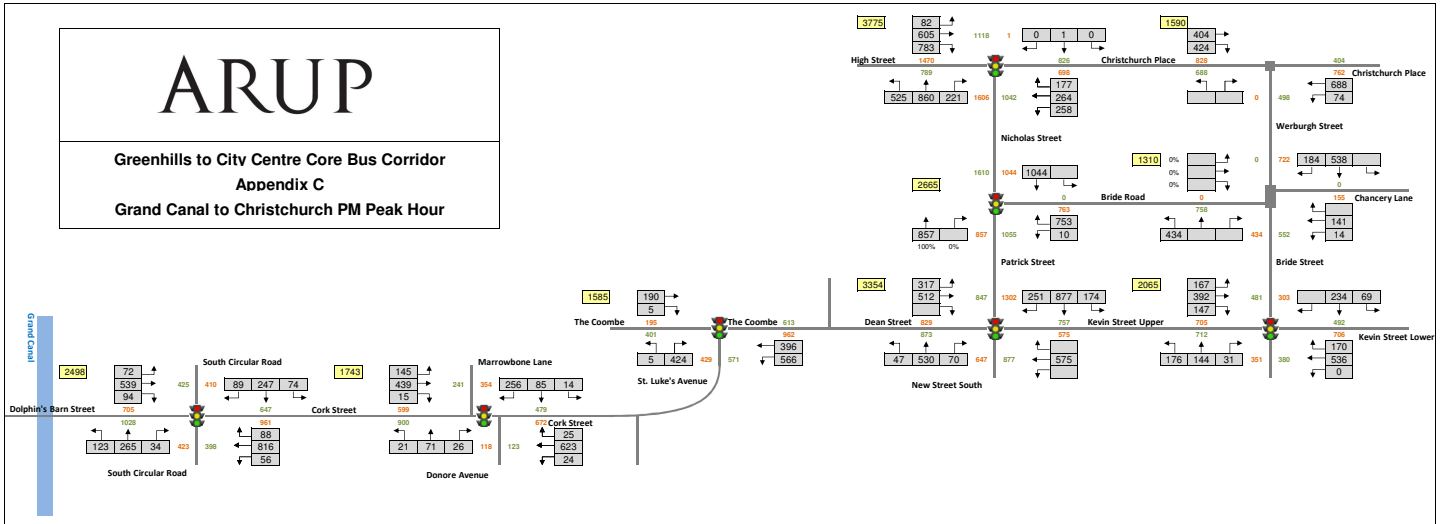 ARUP
Greenhills to City Centre Core Bus Corridor
Appendix C
Grand Canal to Christchurch PM Peak Hour
3775
82
605
783
1118 1 0 1 0
High Street 1470 826 Christchurch Place
789 698
525 860 221 1606 1042
177
264
258
Nicholas Street
1590
404
424
828 404
688 762 Christchurch Place
0 498
688
74
Werburgh Street
2665
1610 1044 1044
0 Bride Road 0
763 758
857 857 1055
100% 0%
753
10
Patrick Street
1310 0%
0%
0%
0 722 184 538
0
155 Chancery Lane
434 434 552
141
14
Bride Street
3354
317
512
847 1302 251 877 174
Dean Street 829 757 Kevin Street Upper
873 575
47 530 70 647 877
575
New Street South
2065
167
392
147
481 303 234 69
705 492
712 706 Kevin Street Lower
176 144 31 351 380
170
536
0
1585
190
5
The Coombe 195 The Coombe 613
401 962
5 424 429 571
396
566
St. Luke's Avenue
Grand Canal
South Circular Road
2498
72
539
94
425 410 89 247 74
Dolphin's Barn Street 705 647 Cork Street
1028 961
123 265 34 423 398
88
816
56
South Circular Road
Marrowbone Lane
1743
145
439
15
241 354 256 85 14
599 479
900 672 Cork Street
21 71 26 118 123
25
623
24
Donore Avenue